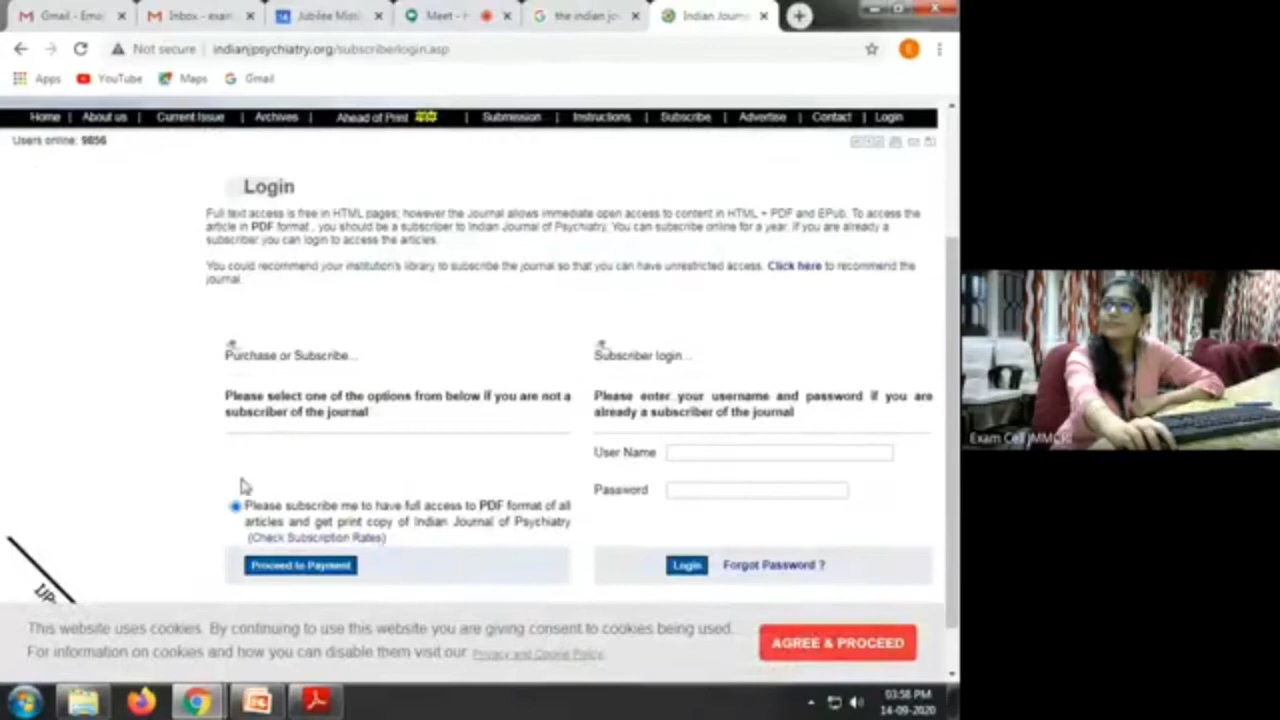 Gmail - Emai
Inbox - exan
Jubilee Missi
Meet - H
the indian jo
Indian Journ
Not secure | indianjpsychiatry.org/subscriberlogin.asp
Apps YouTube Maps Gmail
Home | About us | Current Issue | Archives | Ahead of Print | Submission | Instructions | Subscribe | Advertise | Contact | Login
Users online: 9856
Login
Full text access is free in HTML pages; however the Journal allows immediate open access to content in HTML + PDF and EPub. To access the
article in PDF format , you should be a subscriber to Indian Journal of Psychiatry. You can subscribe online for a year. If you are already a
subscriber you can login to access the articles.
You could recommend your institution's library to subscribe the journal so that you can have unrestricted access. Click here to recommend the
journal.
Purchase or Subscribe...
Please select one of the options from below if you are not a
subscriber of the journal
Please subscribe me to have full access to PDF format of all
articles and get print copy of Indian Journal of Psychiatry
(Check Subscription Rates)
Proceed to Payment
Subscriber login...
Please enter your username and password if you are
already a subscriber of the journal
User Name
Password
Login Forgot Password ?
This website uses cookies. By continuing to use this website you are giving consent to cookies being used.
For information on cookies and how you can disable them visit our Privacy and Cookie Policy.
AGREE & PROCEED
03:58 PM
14-09-2020
Exam Cell JMMCRI